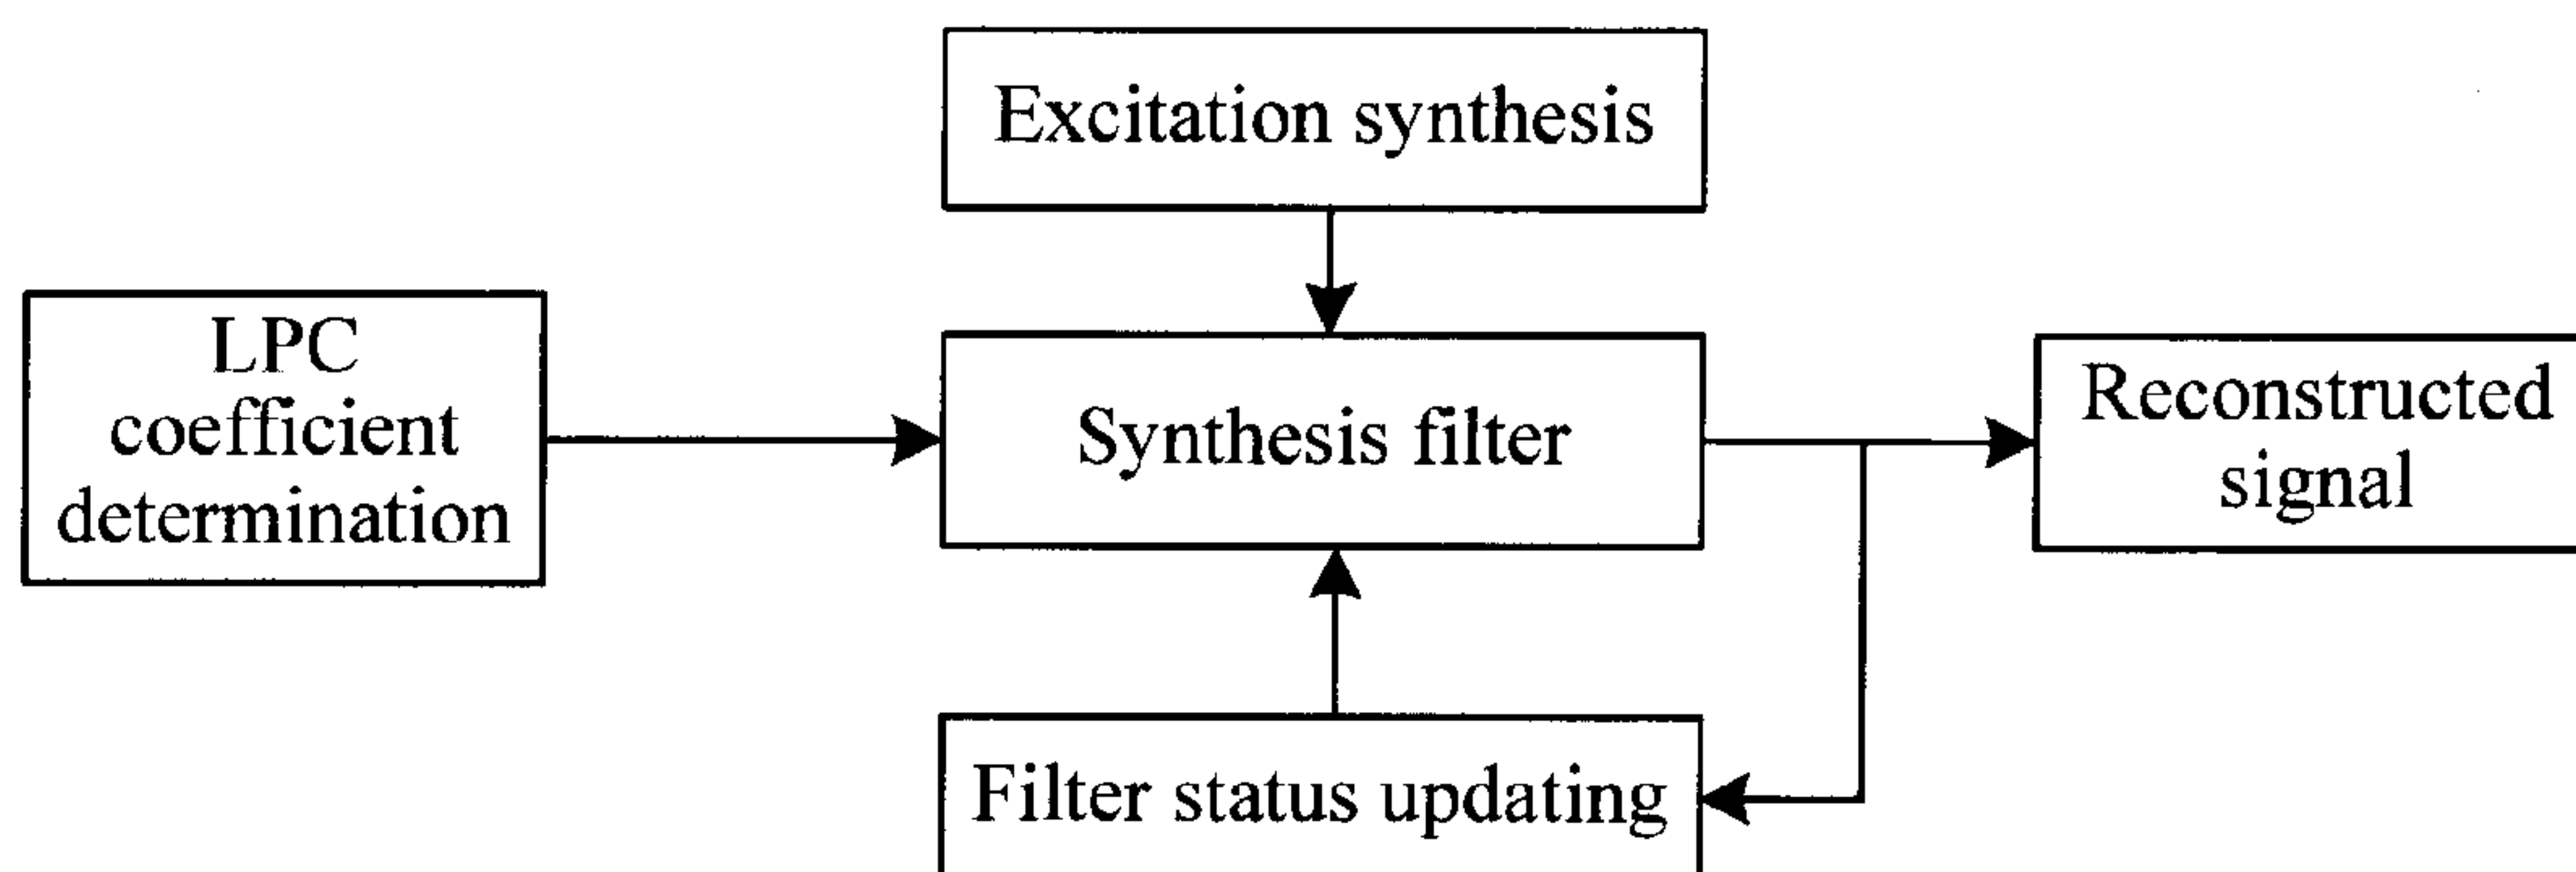 Excitation synthesis
LPC
coefficient
determination
Synthesis filter
Reconstructed
signal
Filter status updating